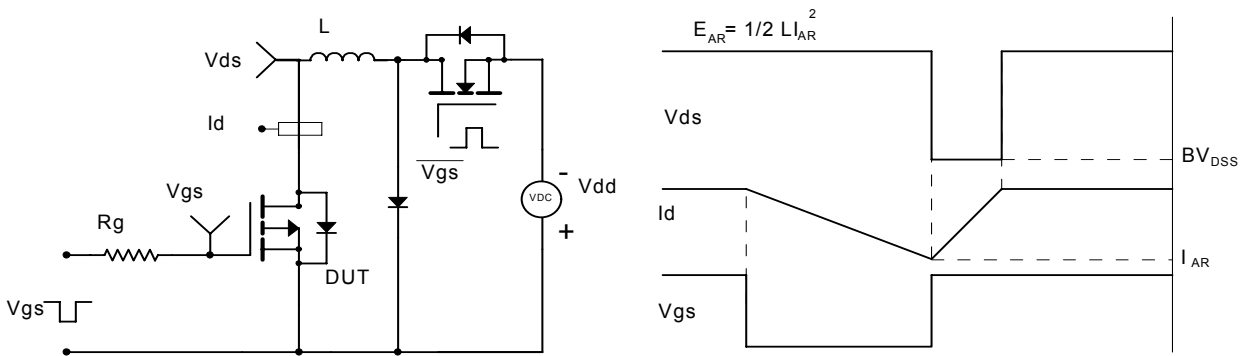 L
Vds
Id
Vgs
Vgs
Rg
DUT
Vgs
VDC
-
Vdd
+
E_AR= 1/2 LI_AR^2
Vds
BV_DSS
Id
I_AR
Vgs